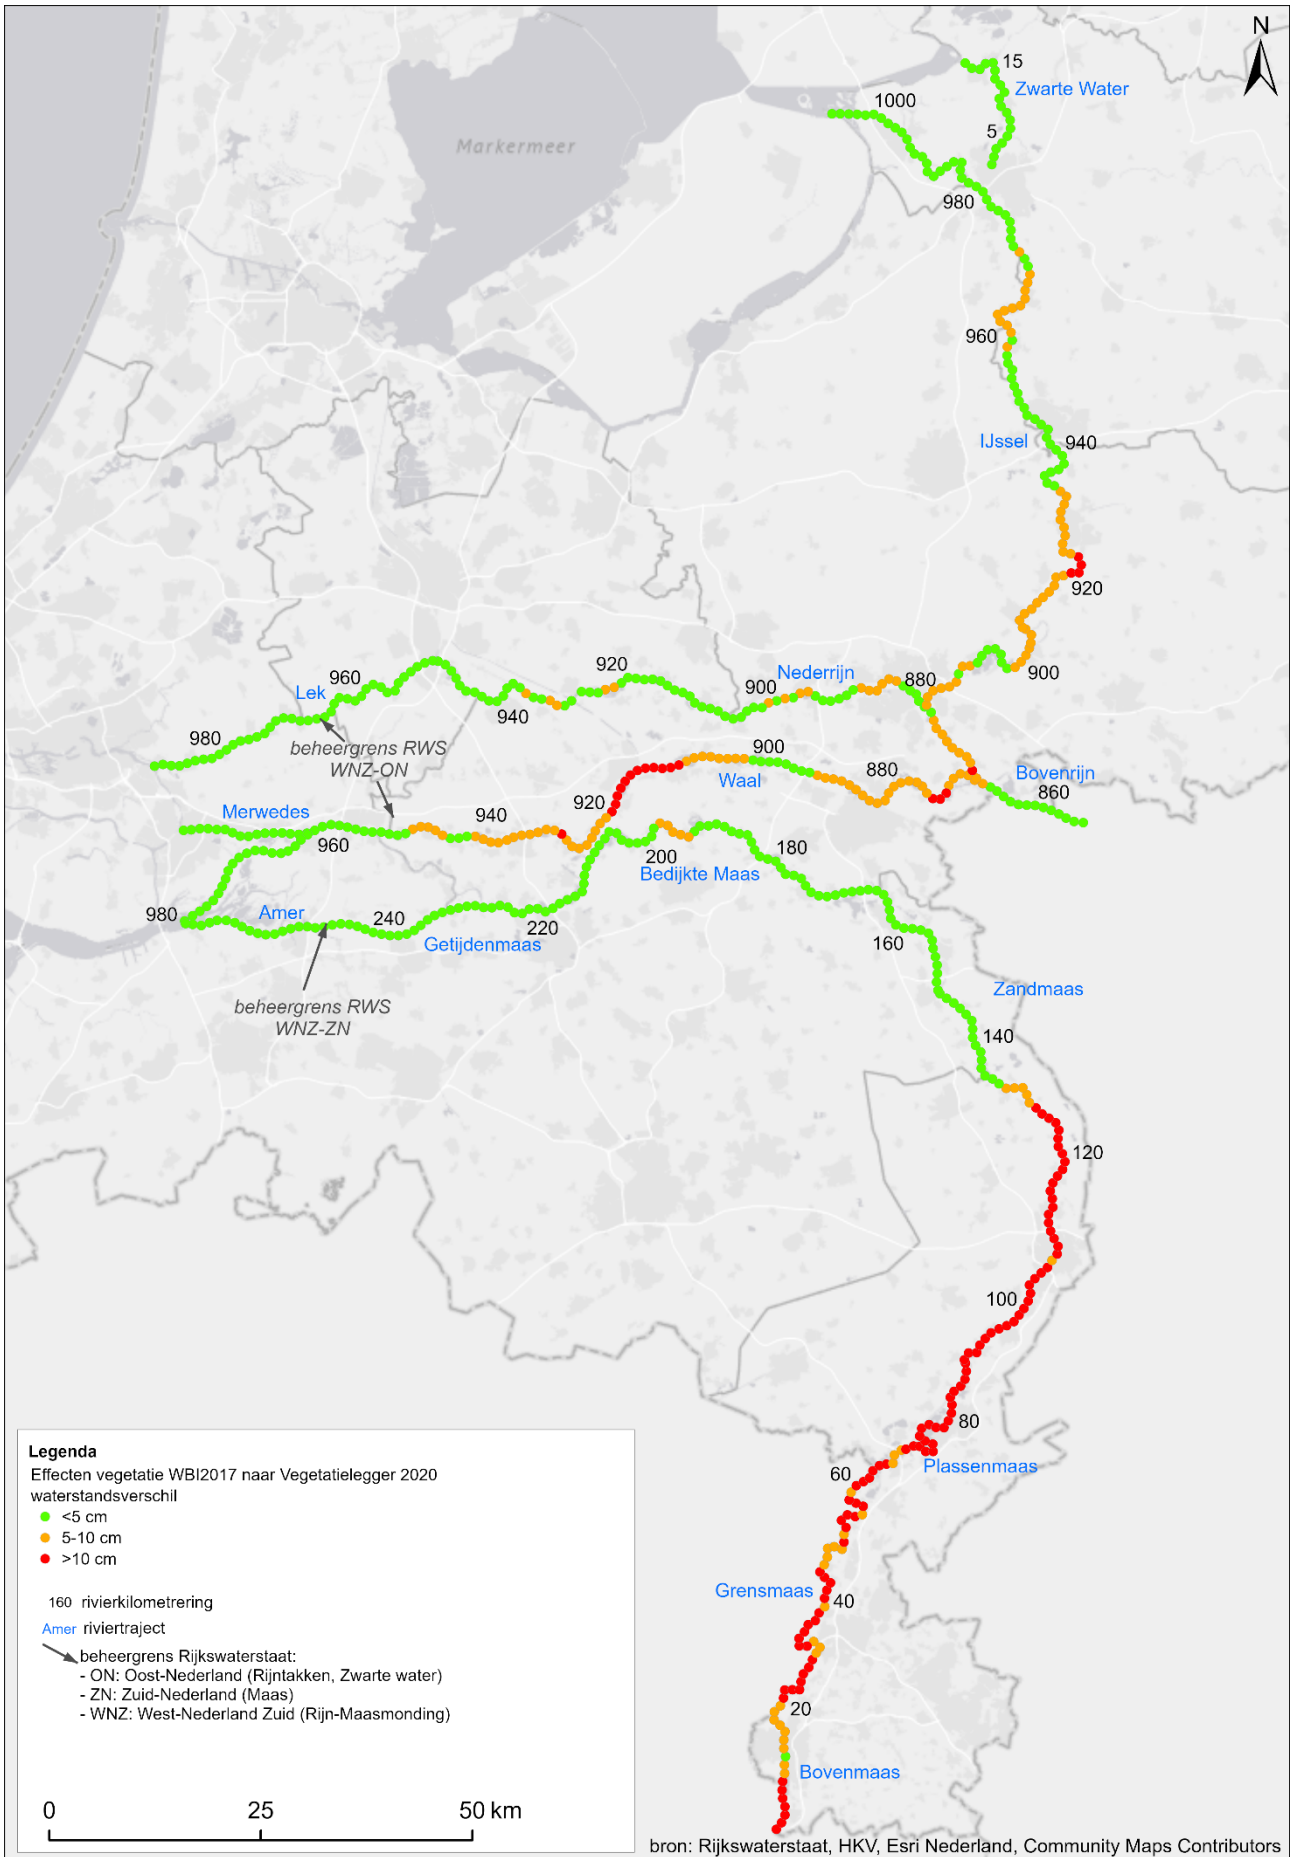 N
15
Zwarte Water
1000
5
Markermeer
980
960
IJssel
940
920
900
920
Nederrijn
880
960
Lek
900
940
980
beheergrens RWS
WNZ-ON
900
Bovenrijn
Waal
880
860
Merwedes
940
920
960
200
180
Bedijkte Maas
980
Amer
240
220
160
Getijdenmaas
Zandmaas
beheergrens RWS
WNZ-ZN
140
120
100
80
Plassenmaas
60
Grensmaas
40
20
Bovenmaas
Legenda
Effecten vegetatie WBI2017 naar Vegetatielegger 2020
waterstandsverschil
<5 cm
5-10 cm
>10 cm
160 rivierkilometrering
Amer riviertraject
beheergrens Rijkswaterstaat:
- ON: Oost-Nederland (Rijntakken, Zwarte water)
- ZN: Zuid-Nederland (Maas)
- WNZ: West-Nederland Zuid (Rijn-Maasmonding)
0 25 50 km
bron: Rijkswaterstaat, HKV, Esri Nederland, Community Maps Contributors